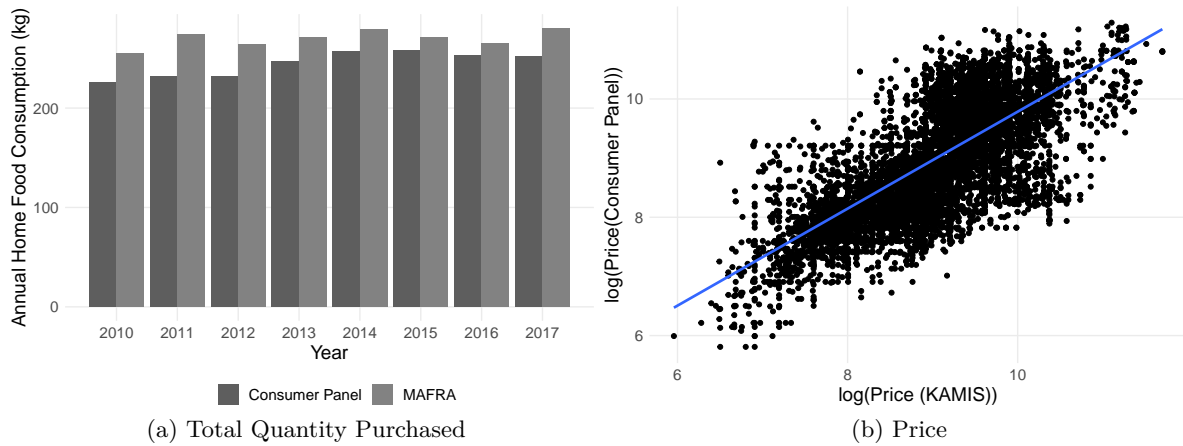 Annual Home Food Consumption (kg)
200
100
0
2010 2011 2012 2013 2014 2015 2016 2017
Year
Consumer Panel MAFRA
(a) Total Quantity Purchased
log(Price(Consumer Panel))
10
8
6
6 8 10
log(Price (KAMIS))
(b) Price